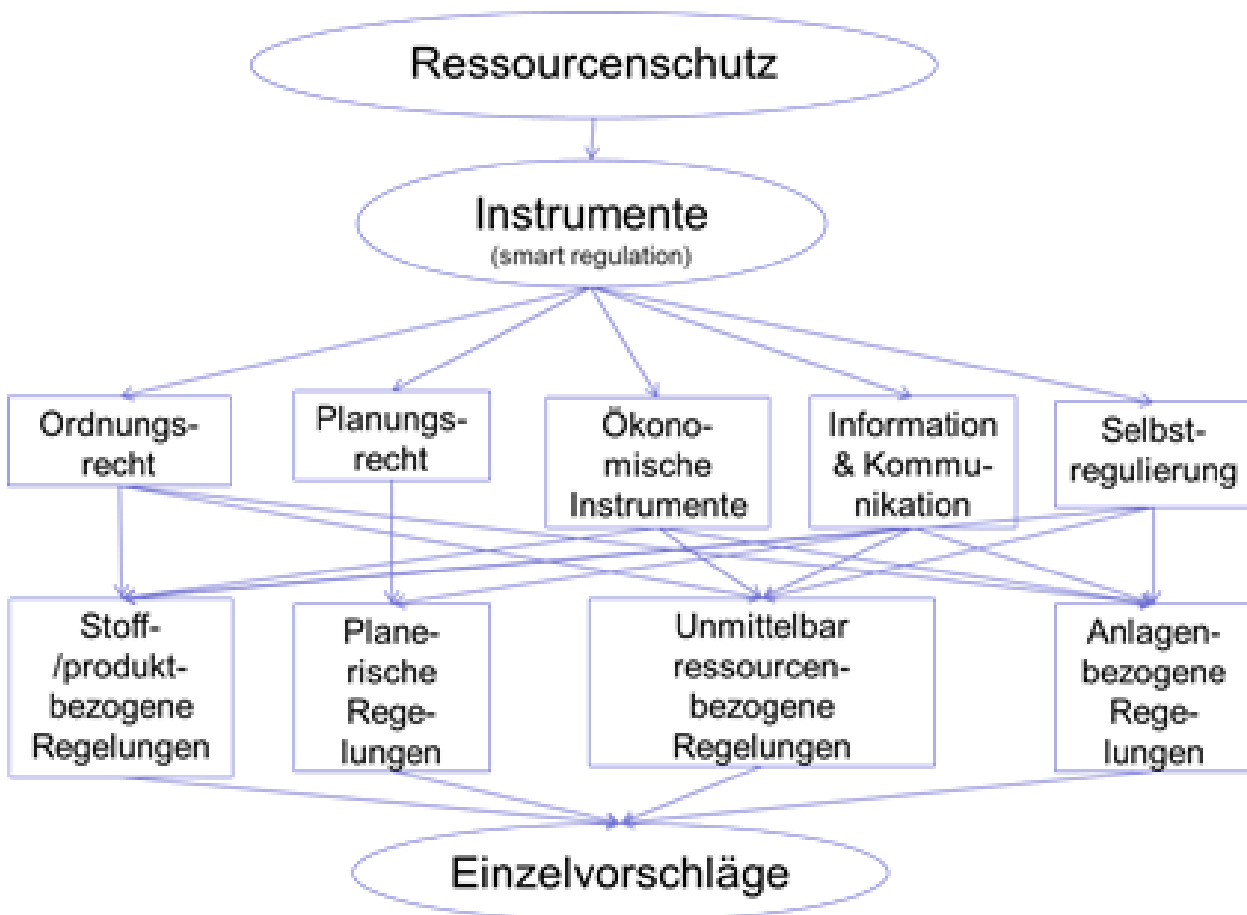 Ressourcenschutz
Instrumente
(smart regulation)
Ordnungs-
recht
Planungs-
recht
Ökono-
mische
Instrumente
Information
& Kommu-
nikation
Selbst-
regulierung
Stoff-
/produkt-
bezogene
Regelungen
Plane-
rische
Rege-
lungen
Unmittelbar
ressourcen-
bezogene
Regelungen
Anlagen-
bezogene
Rege-
lungen
Einzelvorschläge